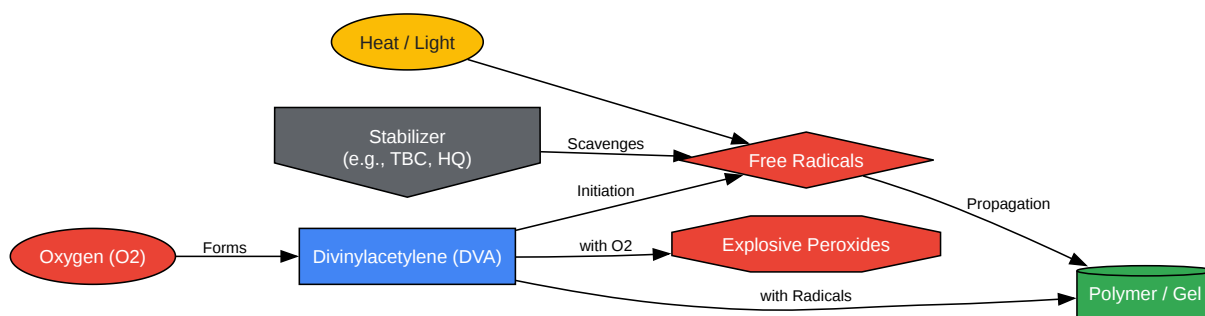 Heat / Light
Stabilizer
(e.g., TBC, HQ)
Scavenges
Free Radicals
Initiation
Propagation
Oxygen (O2)
Forms
Divinylacetylene (DVA)
with O2
Explosive Peroxides
with Radicals
Polymer / Gel